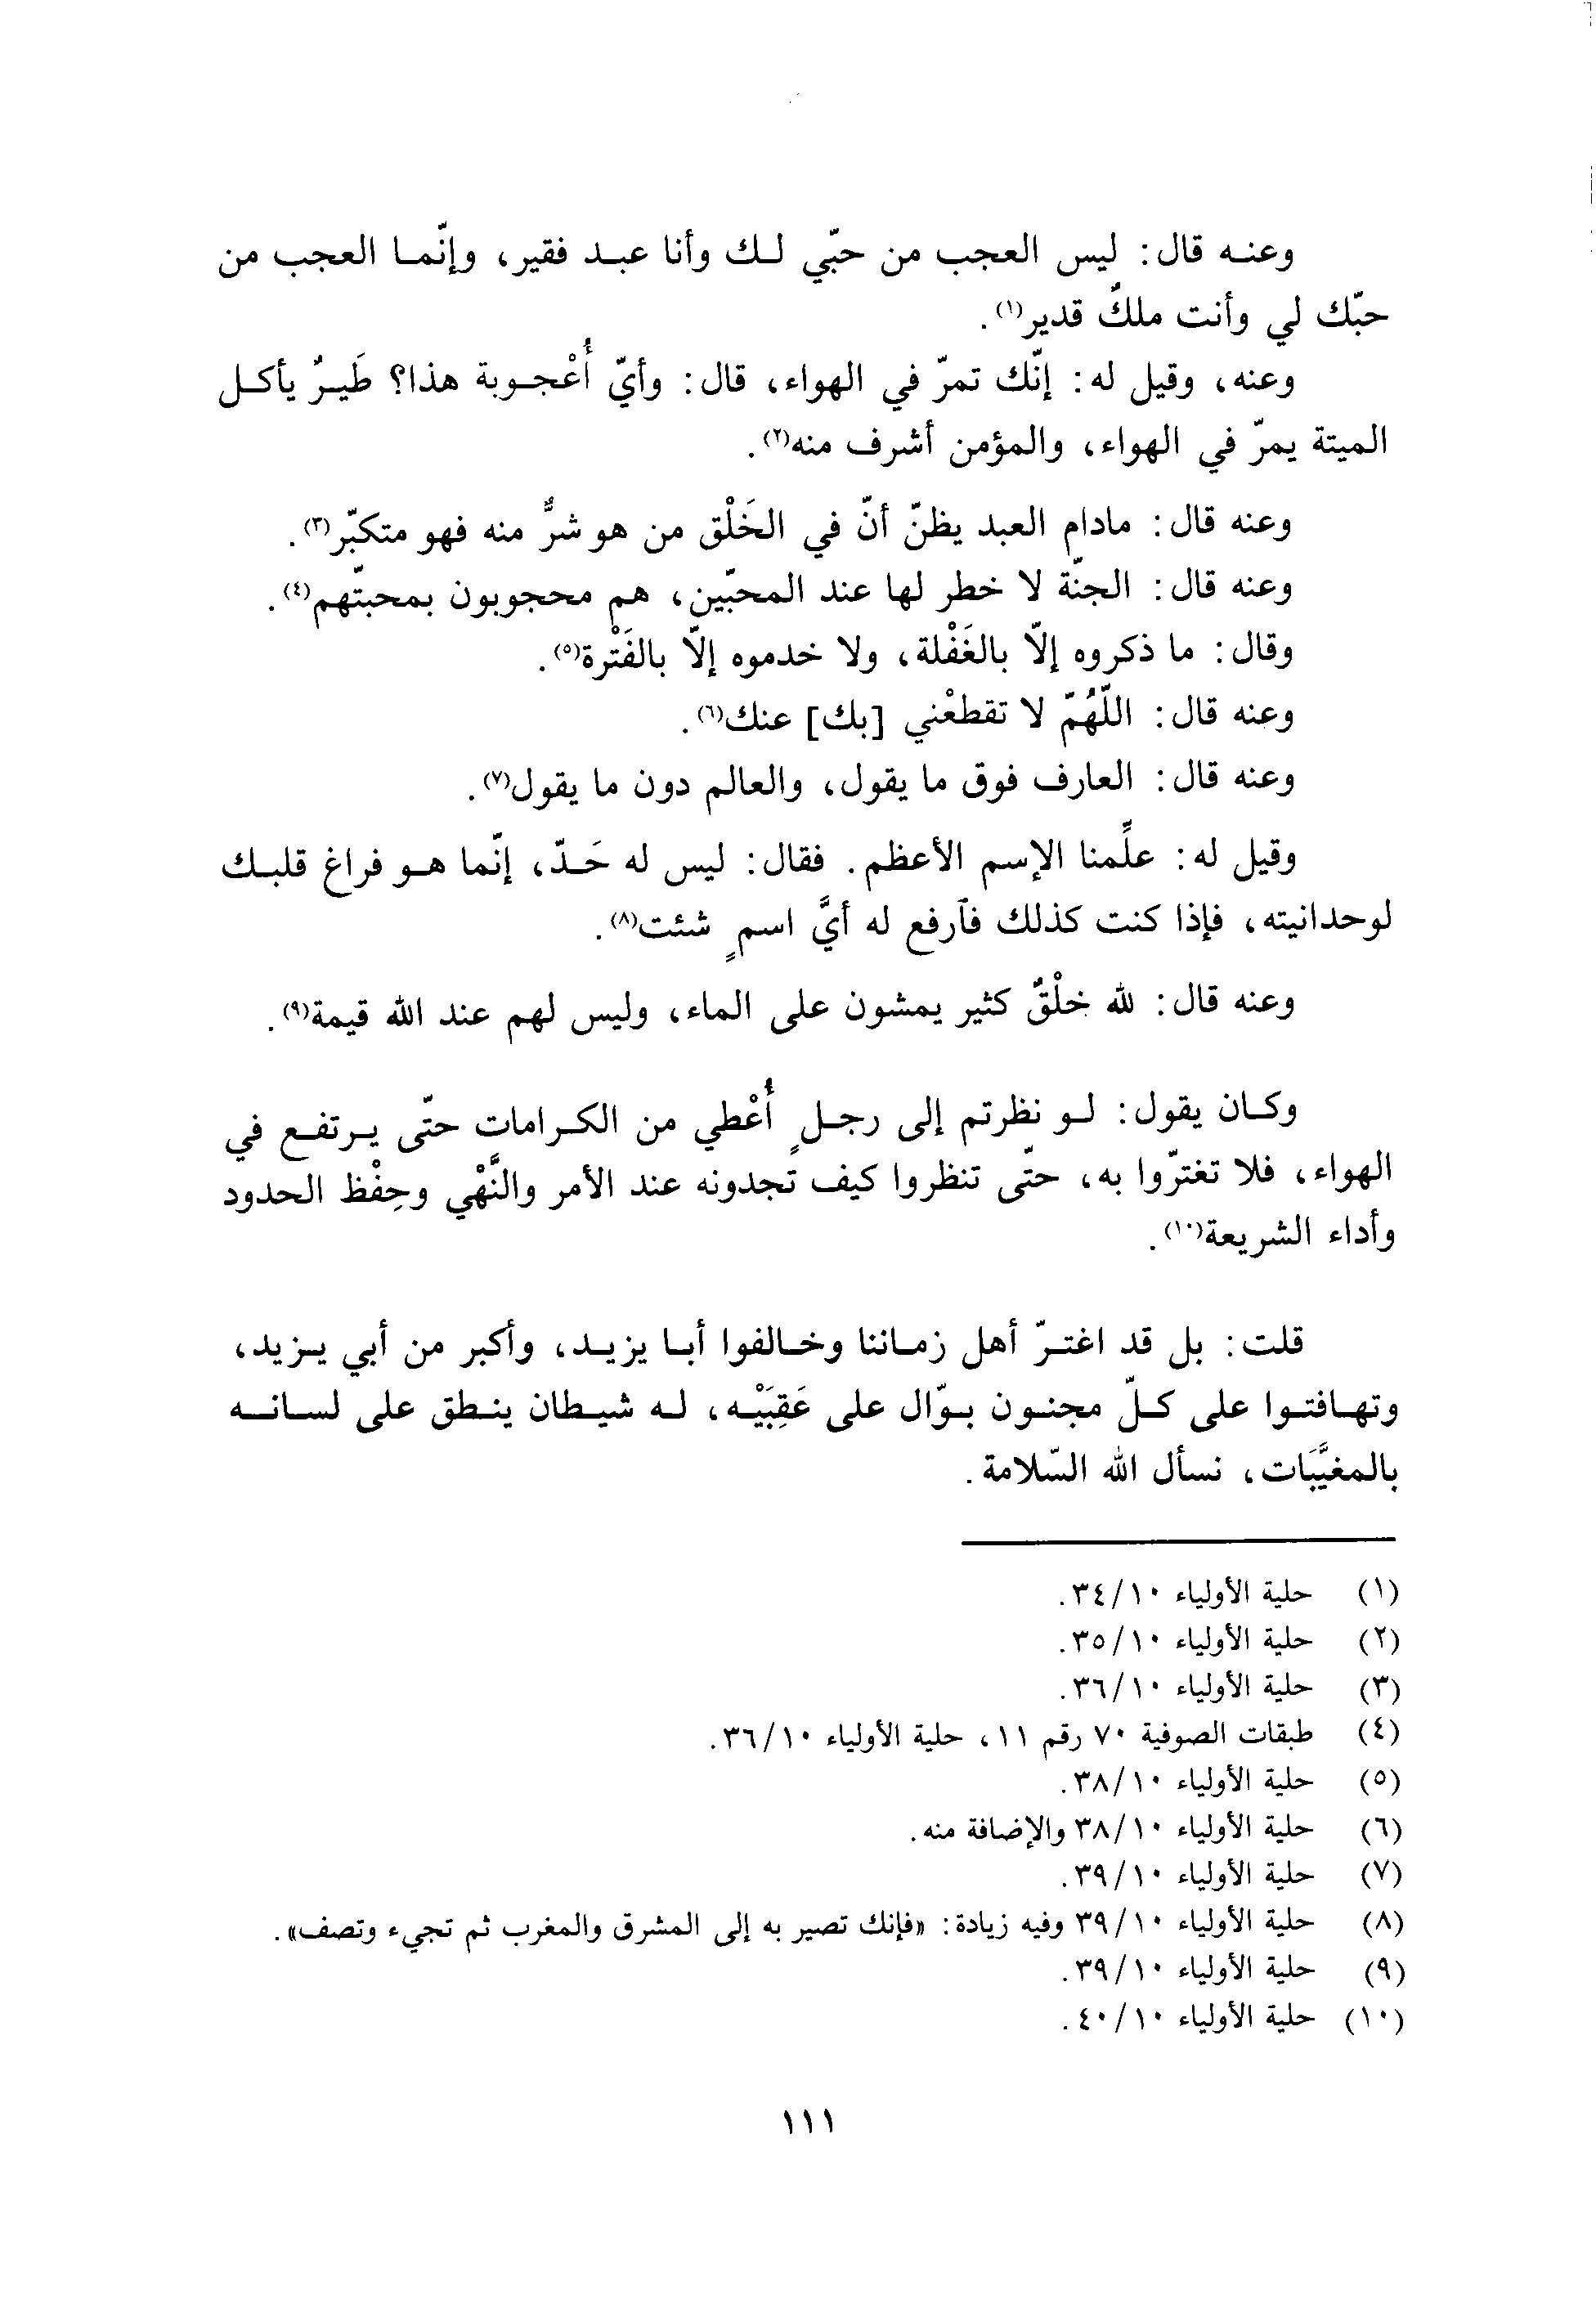 وعنه قال: ليس العجب من حبّي لك وأنا عبد فقير، وإنّما العجب من
حبّك لي وأنت ملكٌ قدير(١).
وعنه، وقيل له: إنّك تمرّ في الهواء، قال: وأيّ أُعْجوبة هذا؟ طَيرٌ يأكل
الميتة يمرّ في الهواء، والمؤمن أشرف منه(٢).
وعنه قال: مادام العبد يظنّ أنّ في الخَلْق من هو شرٌّ منه فهو متكبّر(٣).
وعنه قال: الجنّة لا خطر لها عند المحبّين، هم محجوبون بمحبتّهم(٤).
وقال: ما ذكروه إلّا بالغَفْلة، ولا خدموه إلّا بالفَتْرة(٥).
وعنه قال: اللّهُمّ لا تقطعْني [بك] عنك(٦).
وعنه قال: العارف فوق ما يقول، والعالم دون ما يقول(٧).
وقيل له: علِّمنا الإسم الأعظم. فقال: ليس له حَدّ، إنّما هو فراغ قلبك
لوحدانيته، فإذا كنت كذلك فآرفع له أيَّ اسمٍ شئت(٨).
وعنه قال: لله خلْقٌ كثير يمشون على الماء، وليس لهم عند الله قيمة(٩).
وكان يقول: لو نظرتم إلى رجلٍ أُعْطي من الكرامات حتّى يرتفع في
الهواء، فلا تغترّوا به، حتّى تنظروا كيف تجدونه عند الأمر والنَّهْي وحِفْظ الحدود
وأداء الشريعة(١٠).
قلت: بل قد اغترّ أهل زماننا وخالفوا أبا يزيد، وأكبر من أبي يزيد،
وتهافتوا على كلّ مجنون بوّال على عَقِبَيْه، له شيطان ينطق على لسانه
بالمغيَّبَات، نسأل الله السّلامة.
(١) حلية الأولياء ٣٤/١٠.
(٢) حلية الأولياء ٣٥/١٠.
(٣) حلية الأولياء ٣٦/١٠.
(٤) طبقات الصوفية ٧٠ رقم ١١، حلية الأولياء ٣٦/١٠.
(٥) حلية الأولياء ٣٨/١٠.
(٦) حلية الأولياء ٣٨/١٠ والإضافة منه.
(٧) حلية الأولياء ٣٩/١٠.
(٨) حلية الأولياء ٣٩/١٠ وفيه زيادة: «فإنك تصير به إلى المشرق والمغرب ثم تجيء وتصف».
(٩) حلية الأولياء ٣٩/١٠.
(١٠) حلية الأولياء ٤٠/١٠.
١١١